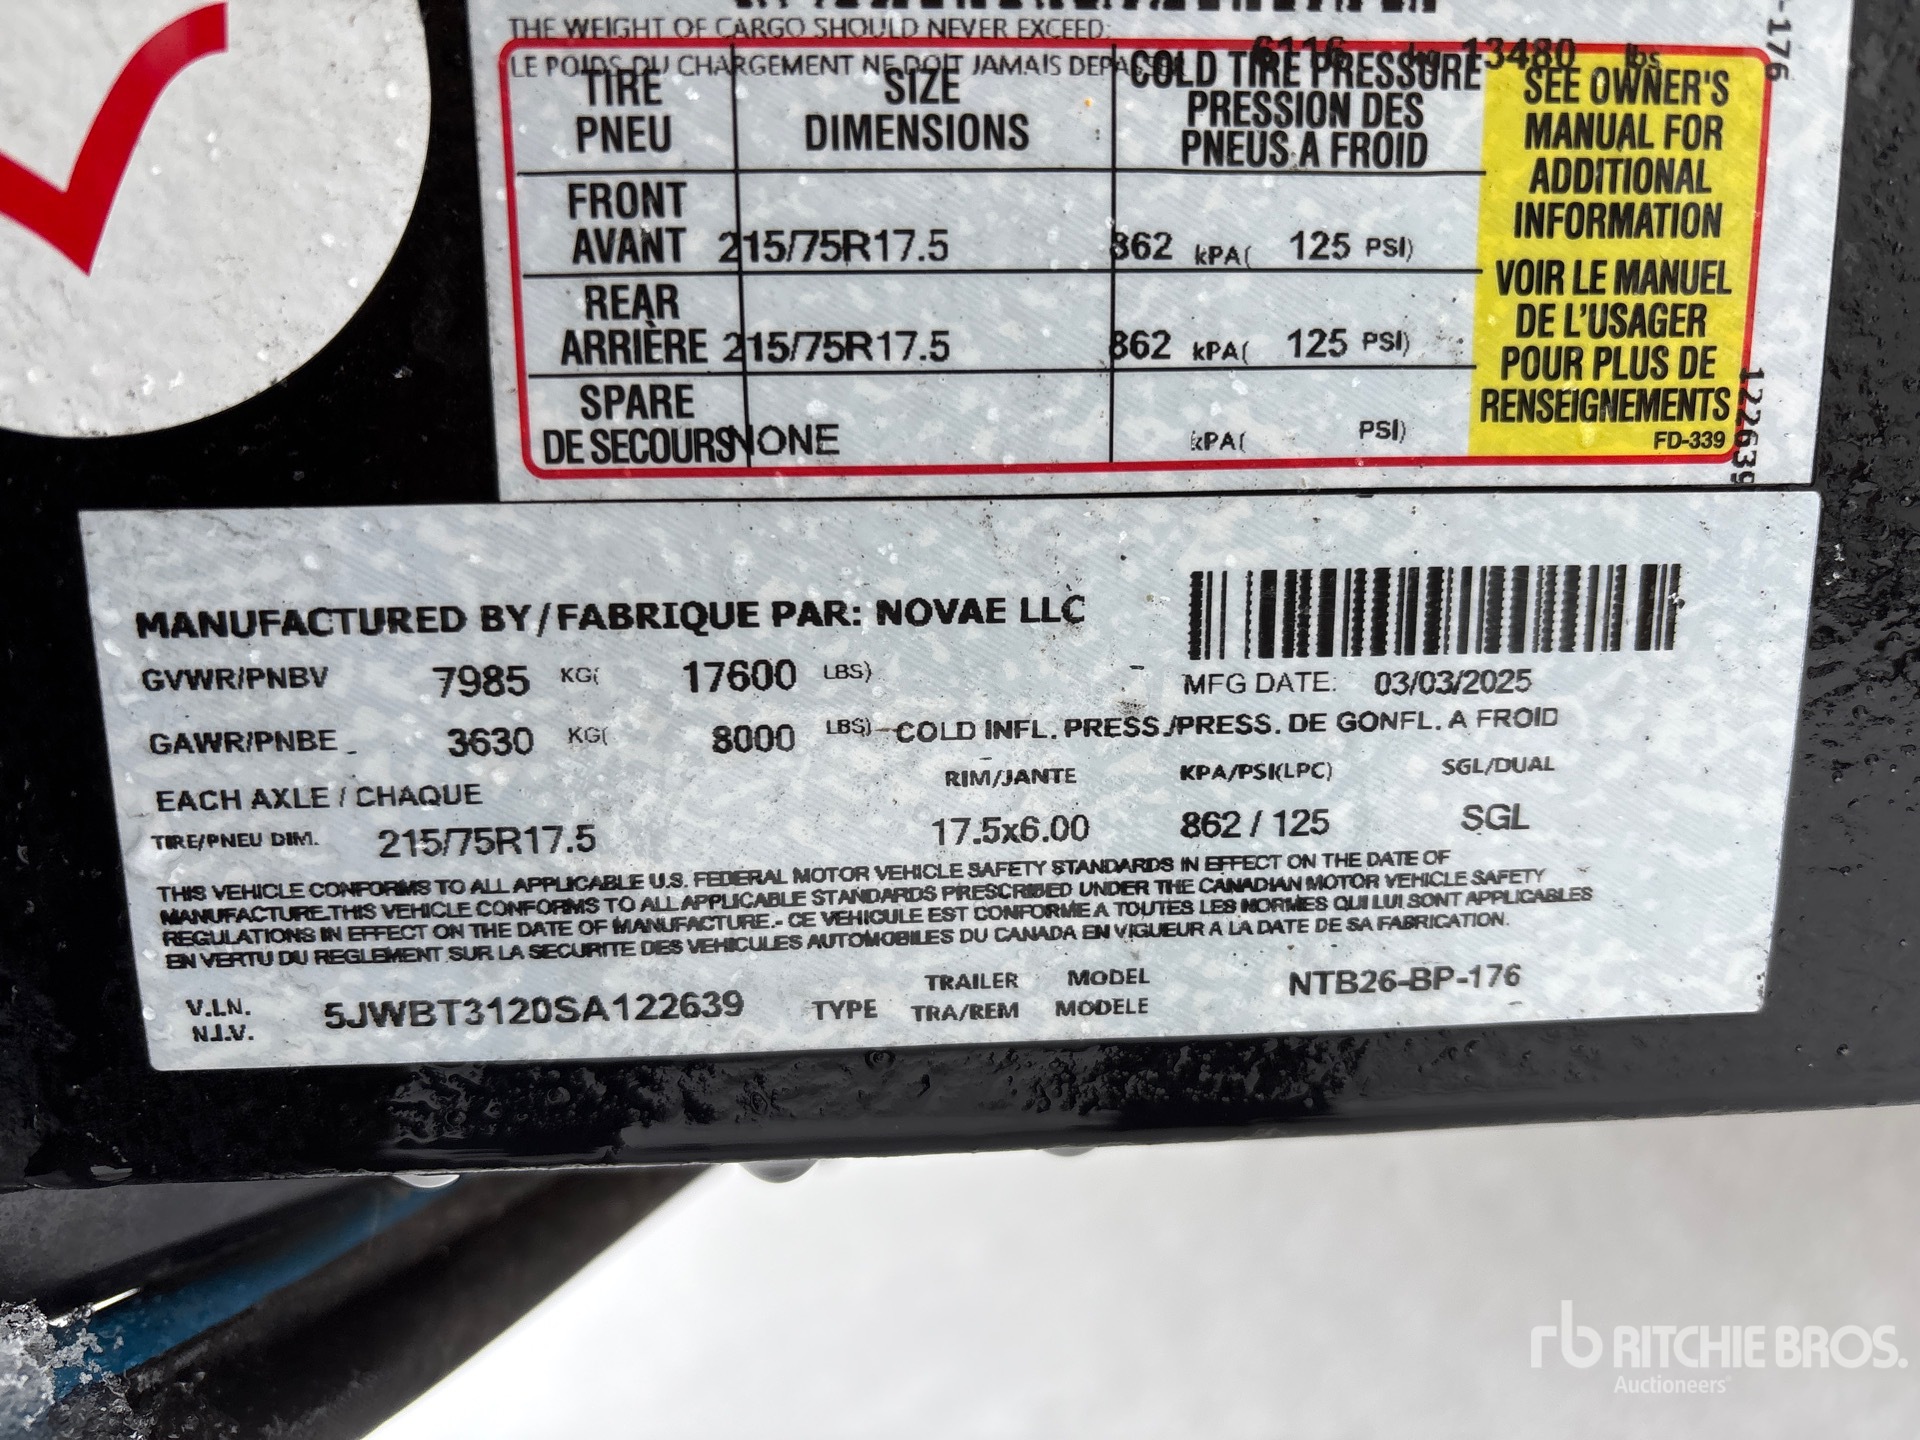 THE WEIGHT OF CARGO SHOULD NEVER EXCEED:
LE POIDS DU CHARGEMENT NE DOIT JAMAIS 6116 kg 13480 lbs
TIRE SIZE COLD TIRE PRESSURE
PNEU DIMENSIONS PRESSION DES
PNEUS A FROID
FRONT
AVANT 215/75R17.5 862 kPA( 125 PSI)
REAR
ARRIÈRE 215/75R17.5 862 kPA( 125 PSI)
SPARE
DE SECOURS NONE kPA( PSI)
SEE OWNER'S
MANUAL FOR
ADDITIONAL
INFORMATION
VOIR LE MANUEL
DE L'USAGER
POUR PLUS DE
RENSEIGNEMENTS
FD-339
-176
122639
MANUFACTURED BY/FABRIQUE PAR: NOVAE LLC
GVWR/PNBV 7985 KG( 17600 LBS)
MFG DATE: 03/03/2025
GAWR/PNBE 3630 KG( 8000 LBS) COLD INFL. PRESS./PRESS. DE GONFL. A FROID
EACH AXLE / CHAQUE RIM/JANTE KPA/PSI(LPC) SGL/DUAL
TIRE/PNEU DIM. 215/75R17.5 17.5x6.00 862 / 125 SGL
THIS VEHICLE CONFORMS TO ALL APPLICABLE U.S. FEDERAL MOTOR VEHICLE SAFETY STANDARDS IN EFFECT ON THE DATE OF
MANUFACTURE.THIS VEHICLE CONFORMS TO ALL APPLICABLE STANDARDS PRESCRIBED UNDER THE CANADIAN MOTOR VEHICLE SAFETY
REGULATIONS IN EFFECT ON THE DATE OF MANUFACTURE.- CE VEHICULE EST CONFORME A TOUTES LES NORMES QUI LUI SONT APPLICABLES
EN VERTU DU REGLEMENT SUR LA SECURITE DES VEHICULES AUTOMOBILES DU CANADA EN VIGUEUR A LA DATE DE SA FABRICATION.
V.I.N. 5JWBT3120SA122639 TYPE TRAILER MODEL NTB26-BP-176
N.I.V. TRA/REM MODELE
rb RITCHIE BROS.
Auctioneers